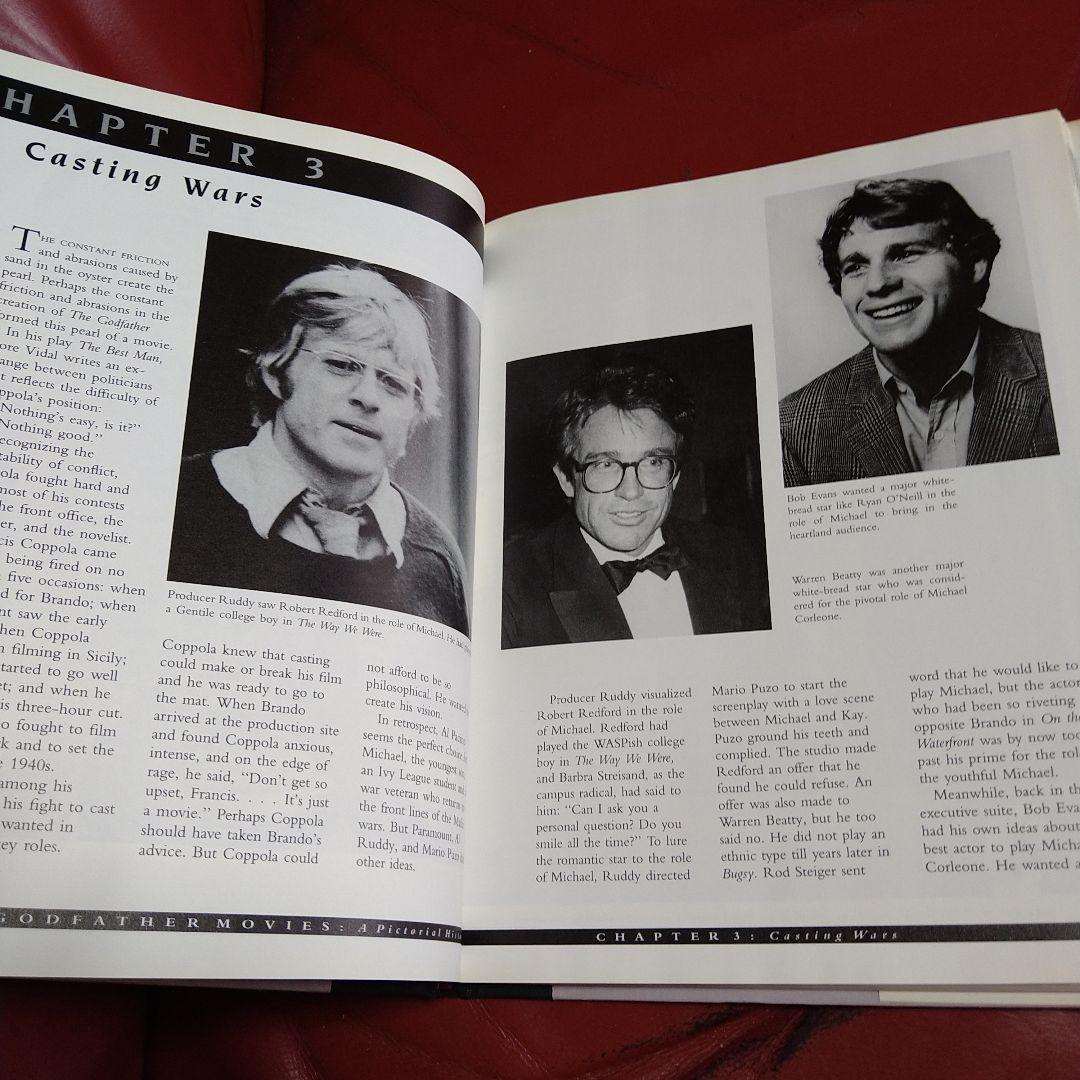 HAPTER 3
Casting Wars
THE CONSTANT FRICTION
and abrasions caused by
sand in the oyster create the
pearl. Perhaps the constant
friction and abrasions in the
creation of The Godfather
ormed this pearl of a movie.
In his play The Best Man,
ore Vidal writes an ex-
ange between politicians
t reflects the difficulty of
ppola's position:
Nothing's easy, is it?"
Nothing good."
ecognizing the
tability of conflict,
ola fought hard and
most of his contests
he front office, the
er, and the novelist.
cis Coppola came
being fired on no
five occasions: when
d for Brando; when
nt saw the early
hen Coppola
n filming in Sicily;
tarted to go well
et; and when he
is three-hour cut.
o fought to film
k and to set the
e 1940s.
among his
his fight to cast
wanted in
ey roles.
Producer Ruddy saw Robert Redford in the role of Michael. He had
a Gentile college boy in The Way We Were.
Coppola knew that casting
could make or break his film
and he was ready to go to
the mat. When Brando
arrived at the production site
and found Coppola anxious,
intense, and on the edge of
rage, he said, "Don't get so
upset, Francis. . . . It's just
a movie." Perhaps Coppola
should have taken Brando's
advice. But Coppola could
not afford to be so
philosophical. He wanted
create his vision.
In retrospect, Al Pacino
seems the perfect choice
Michael, the youngest son,
an Ivy League student and
war veteran who returns
the front lines of the
wars. But Paramount, Al
Ruddy, and Mario Puzo
other ideas.
GODFATHER MOVIES: A Pictorial Hist
Bob Evans wanted a major white-
bread star like Ryan O'Neill in the
role of Michael to bring in the
heartland audience.
Warren Beatty was another major
white-bread star who was consid-
ered for the pivotal role of Michael
Corleone.
Producer Ruddy visualized
Robert Redford in the role
of Michael. Redford had
played the WASPish college
boy in The Way We Were,
and Barbra Streisand, as the
campus radical, had said to
him: "Can I ask you a
personal question? Do you
smile all the time?" To lure
the romantic star to the role
of Michael, Ruddy directed
Mario Puzo to start the
screenplay with a love scene
between Michael and Kay.
Puzo ground his teeth and
complied. The studio made
Redford an offer that he
found he could refuse. An
offer was also made to
Warren Beatty, but he too
said no. He did not play an
ethnic type till years later in
Bugsy. Rod Steiger sent
word that he would like to
play Michael, but the actor
who had been so riveting
opposite Brando in On the
Waterfront was by now too
past his prime for the rol
the youthful Michael.
Meanwhile, back in th
executive suite, Bob Eva
had his own ideas about
best actor to play Micha
Corleone. He wanted a
CHAPTER 3: Casting Wars